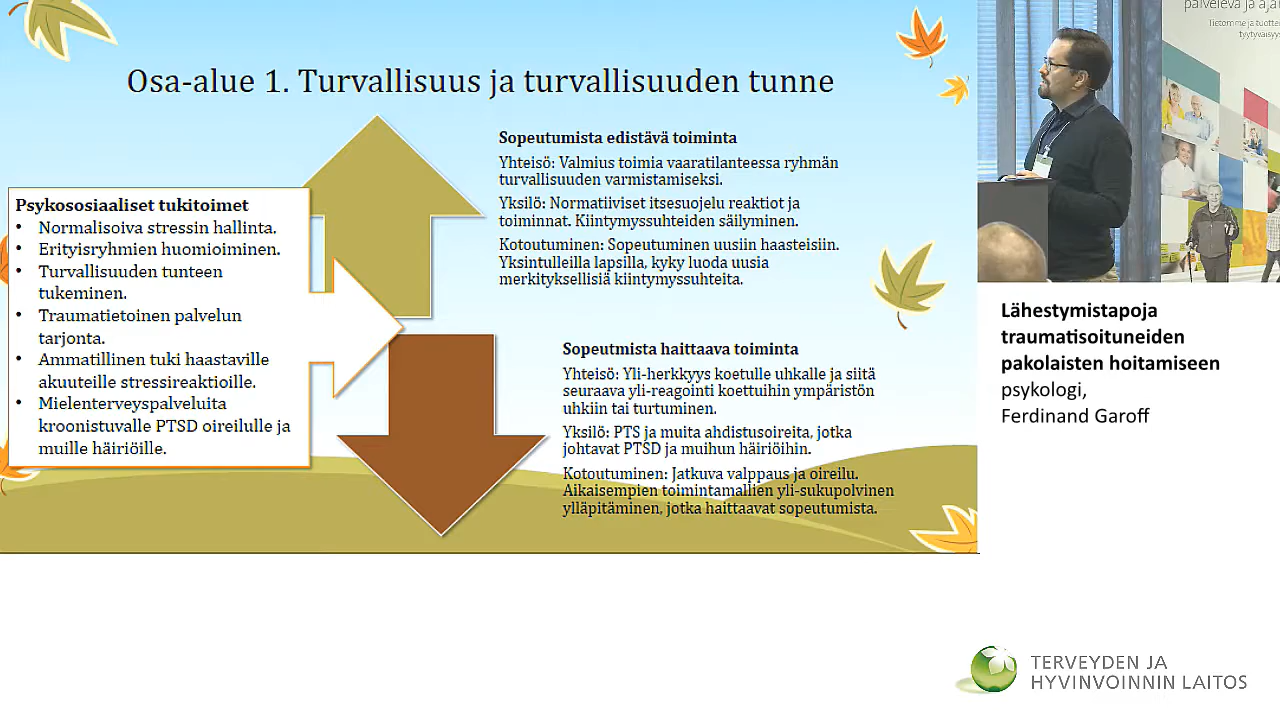 Osa-alue 1. Turvallisuus ja turvallisuuden tunne
Psykososiaaliset tukitoimet
• Normalisoiva stressin hallinta.
• Erityisryhmien huomioiminen.
• Turvallisuuden tunteen
tukeminen.
• Traumatietoinen palvelun
tarjonta.
• Ammatillinen tuki haastaville
akuuteille stressireaktioille.
• Mielenterveyspalveluita
kroonistuvalle PTSD oireilulle ja
muille häiriöille.
Sopeutumista edistävä toiminta
Yhteisö: Valmius toimia vaaratilanteessa ryhmän
turvallisuuden varmistamiseksi.
Yksilö: Normatiiviset itsesuojelu reaktiot ja
toiminnat. Kiintymyssuhteiden säilyminen.
Kotoutuminen: Sopeutuminen uusiin haasteisiin.
Yksintulleilla lapsilla, kyky luoda uusia
merkityksellisiä kiintymyssuhteita.
Sopeutmista haittaava toiminta
Yhteisö: Yli-herkkyys koetulle uhkalle ja siitä
seuraava yli-reagointi koettuihin ympäristön
uhkiin tai turtuminen.
Yksilö: PTS ja muita ahdistusoireita, jotka
johtavat PTSD ja muihun häiriöihin.
Kotoutuminen: Jatkuva valppaus ja oireilu.
Aikaisempien toimintamallien yli-sukupolvinen
ylläpitäminen, jotka haittaavat sopeutumista.
palveleva ja
Tietomme ja
Lähestymistapoja
traumatisoituneiden
pakolaisten hoitamiseen
psykologi,
Ferdinand Garoff
TERVEYDEN JA
HYVINVOINNIN LAITOS